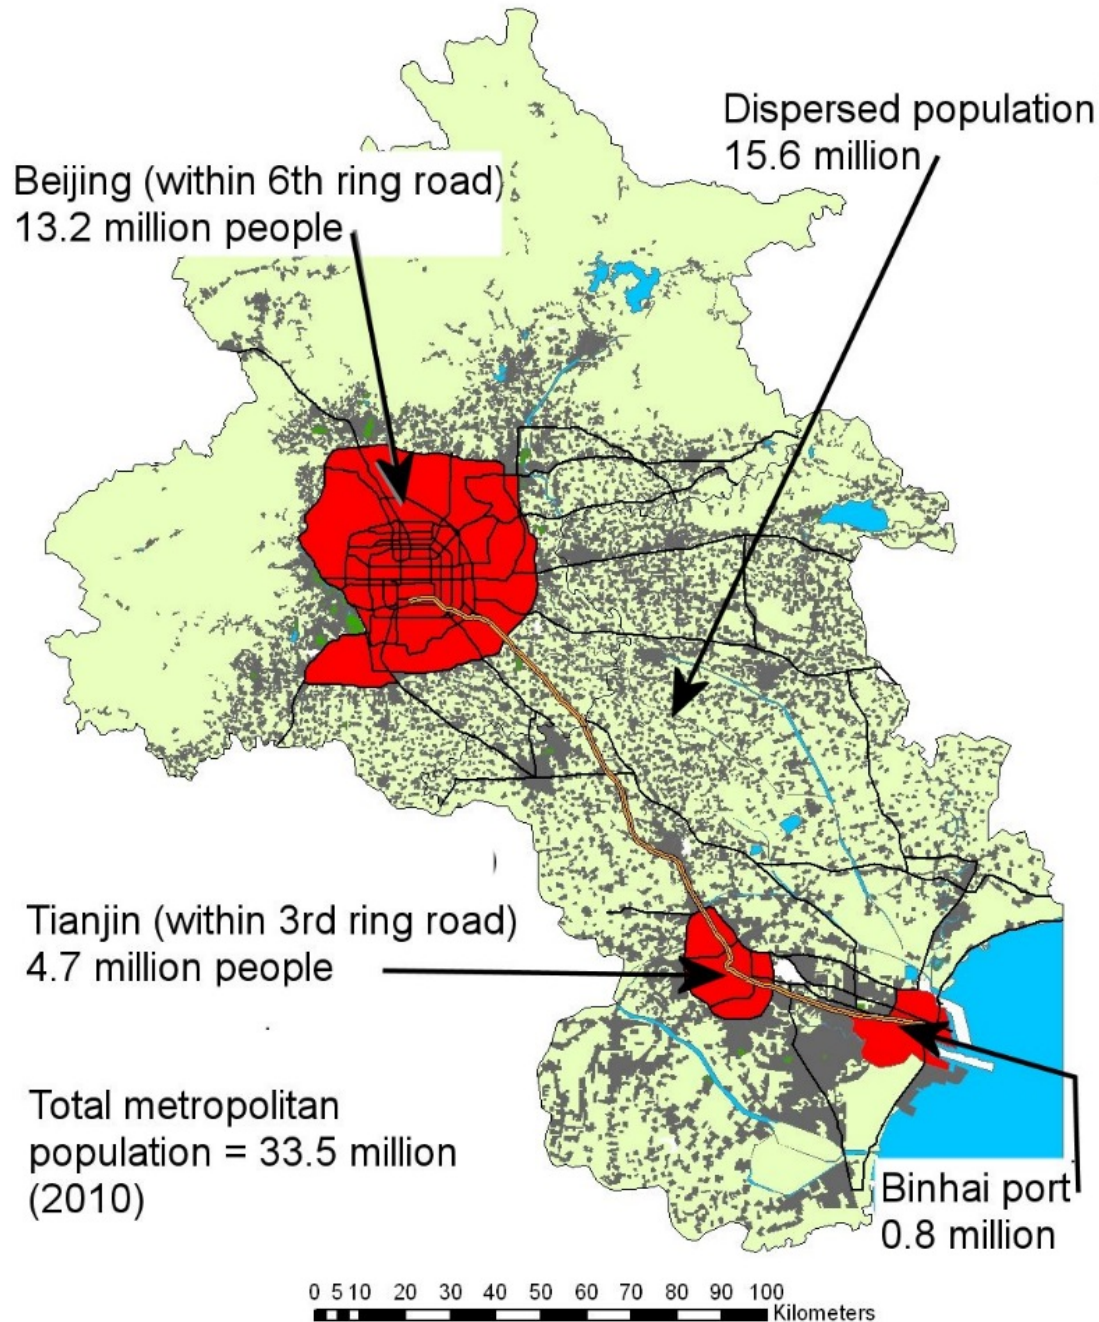 Dispersed population
15.6 million
Beijing (within 6th ring road)
13.2 million people
)
Tianjin (within 3rd ring road)
4.7 million people
Total metropolitan
population = 33.5 million
(2010)
Binhai port
0.8 million
0 5 10 20 30 40 50 60 70 80 90 100
Kilometers